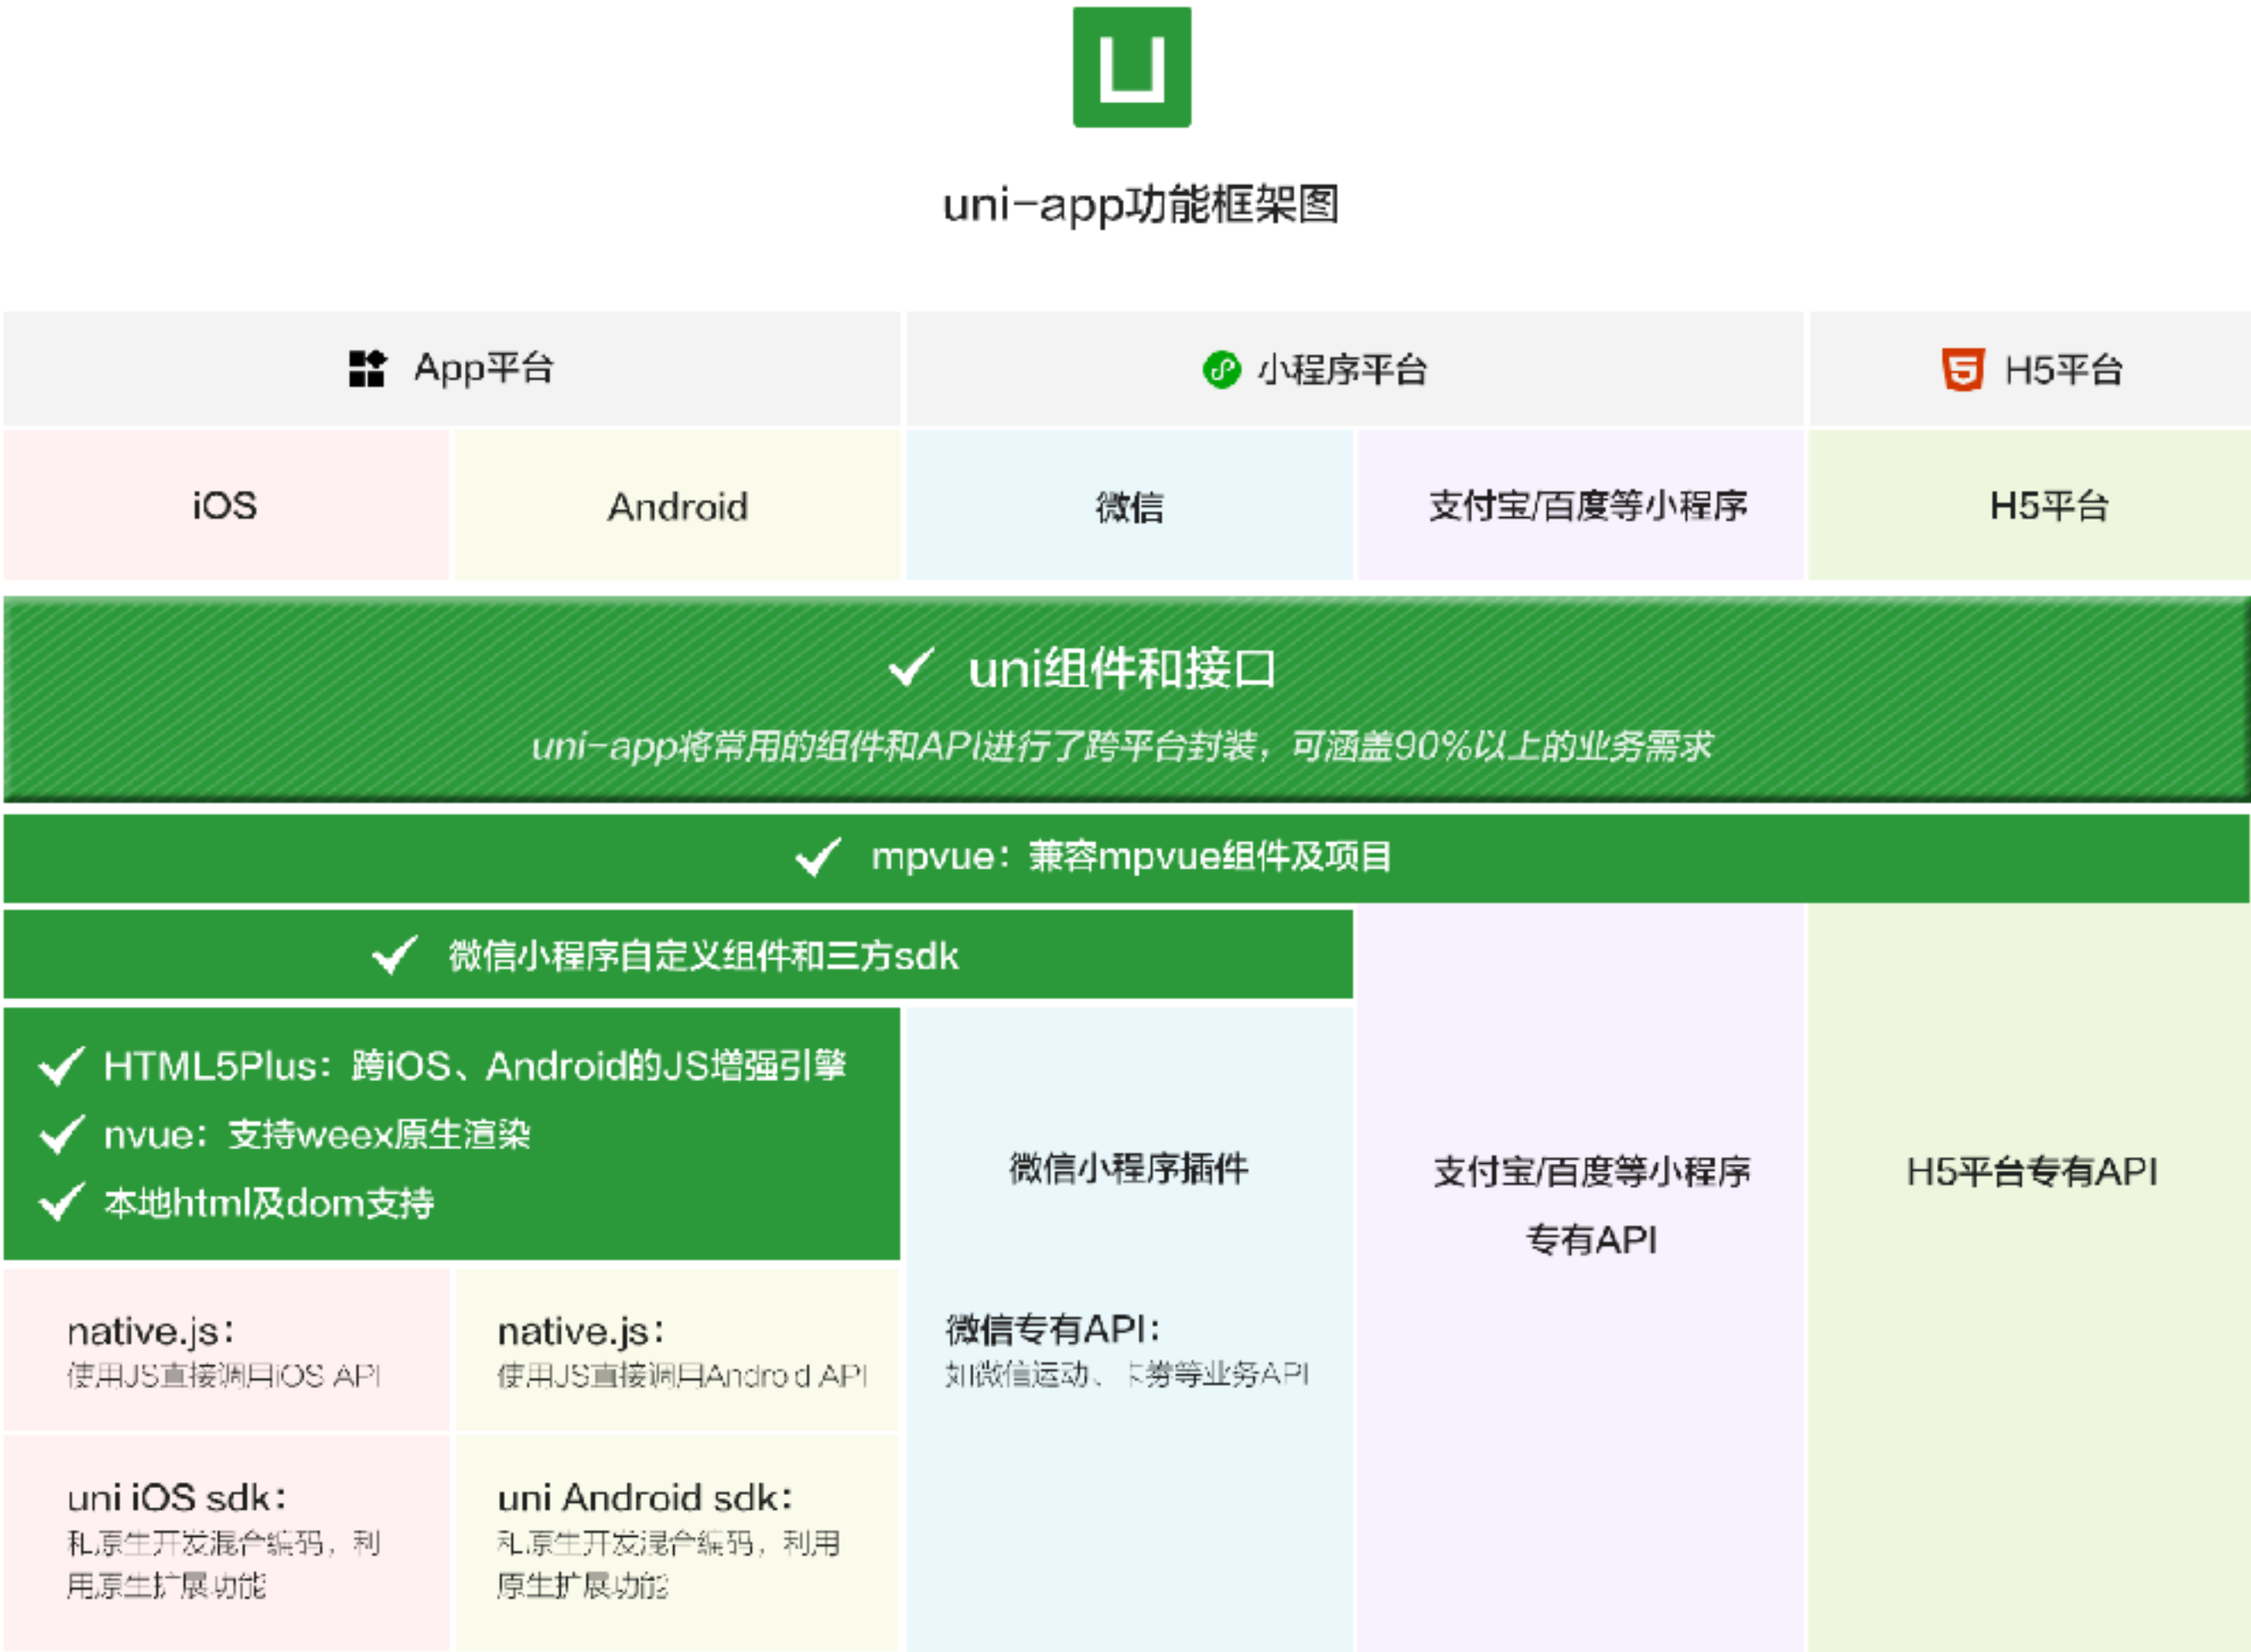 uni-app功能框架图
App平台
小程序平台
H5平台
iOS
Android
微信
支付宝/百度等小程序
H5平台
uni组件和接口
uni-app将常用的组件和API进行了跨平台封装，可涵盖90%以上的业务需求
mpvue：兼容mpvue组件及项目
微信小程序自定义组件和三方sdk
HTML5Plus：跨iOS、Android的JS增强引擎
nvue：支持weex原生渲染
本地html及dom支持
微信小程序插件
支付宝/百度等小程序
专有API
H5平台专有API
native.js：
使用JS直接调用iOS API
native.js：
使用JS直接调用Android API
微信专有API：
如微信运动、卡券等业务API
uni iOS sdk：
和原生开发混合编码，利
用原生扩展功能
uni Android sdk：
和原生开发混合编码，利用
原生扩展功能